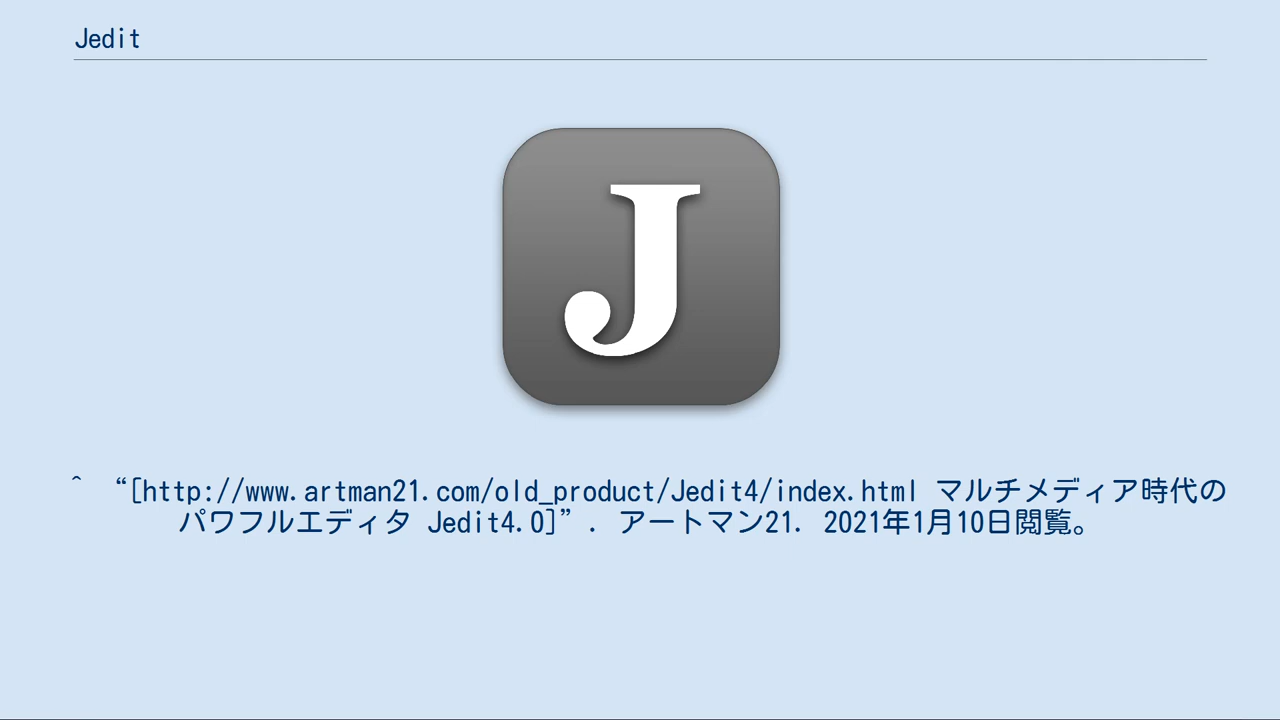 Jedit
J
^ “[http://www.artman21.com/old_product/Jedit4/index.html マルチメディア時代の
パワフルエディタ Jedit4.0]”. アートマン21. 2021年1月10日閲覧。